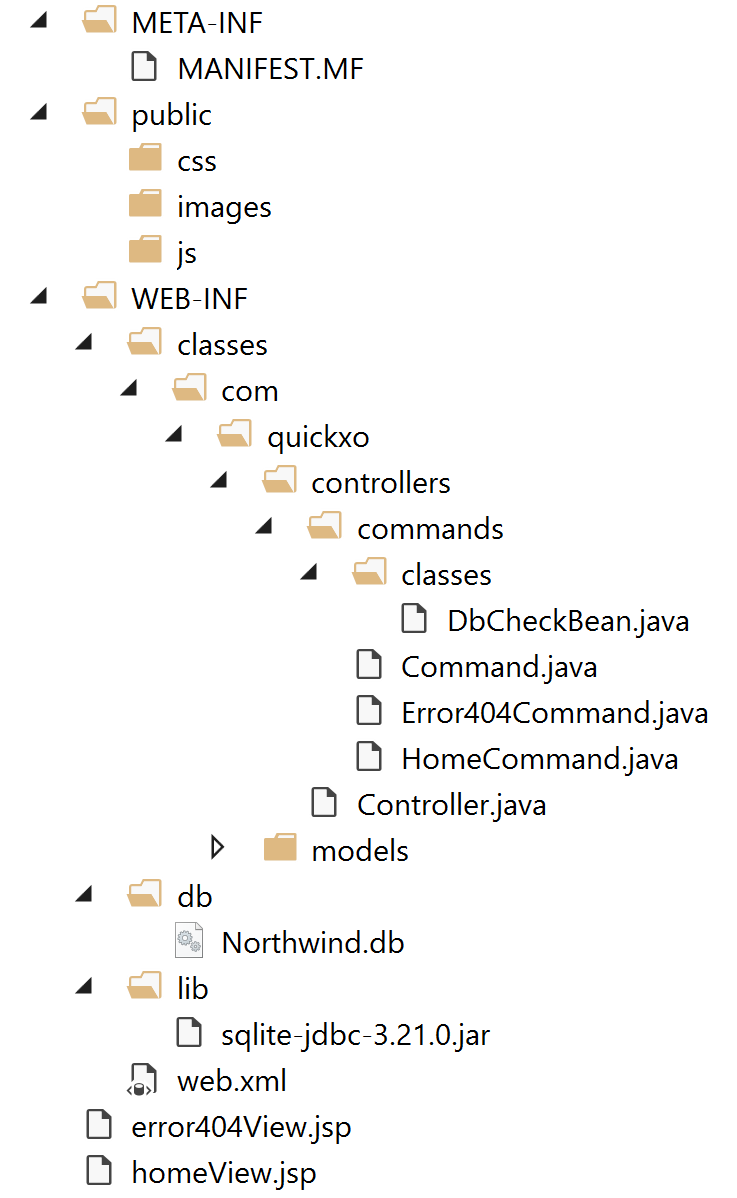 META-INF
MANIFEST.MF
public
css
images
js
WEB-INF
classes
com
quickxo
controllers
commands
classes
DbCheckBean.java
Command.java
Error404Command.java
HomeCommand.java
Controller.java
models
db
Northwind.db
lib
sqlite-jdbc-3.21.0.jar
web.xml
error404View.jsp
homeView.jsp